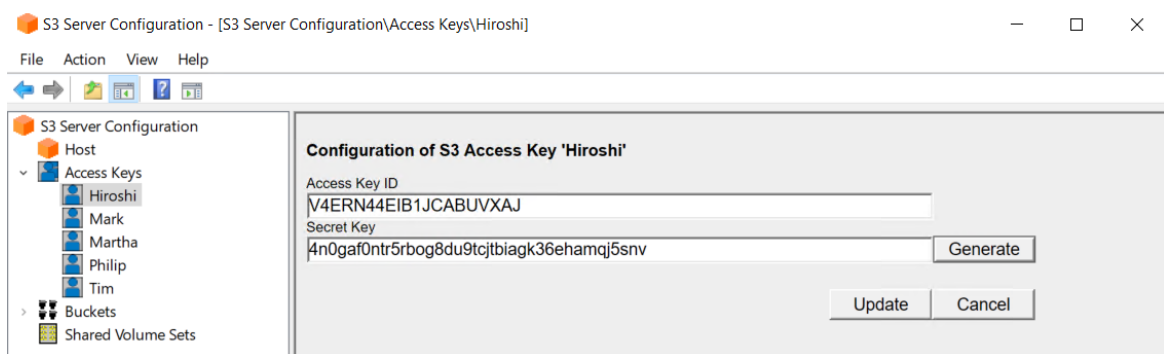 S3 Server Configuration - [S3 Server Configuration\Access Keys\Hiroshi]
File Action View Help
S3 Server Configuration
Host
Access Keys
Hiroshi
Mark
Martha
Philip
Tim
Buckets
Shared Volume Sets
Configuration of S3 Access Key 'Hiroshi'
Access Key ID
V4ERN44EIB1JCABUVXAJ
Secret Key
4n0gaf0ntr5rbog8du9tcjtbiagk36ehamqj5snv
Generate
Update Cancel